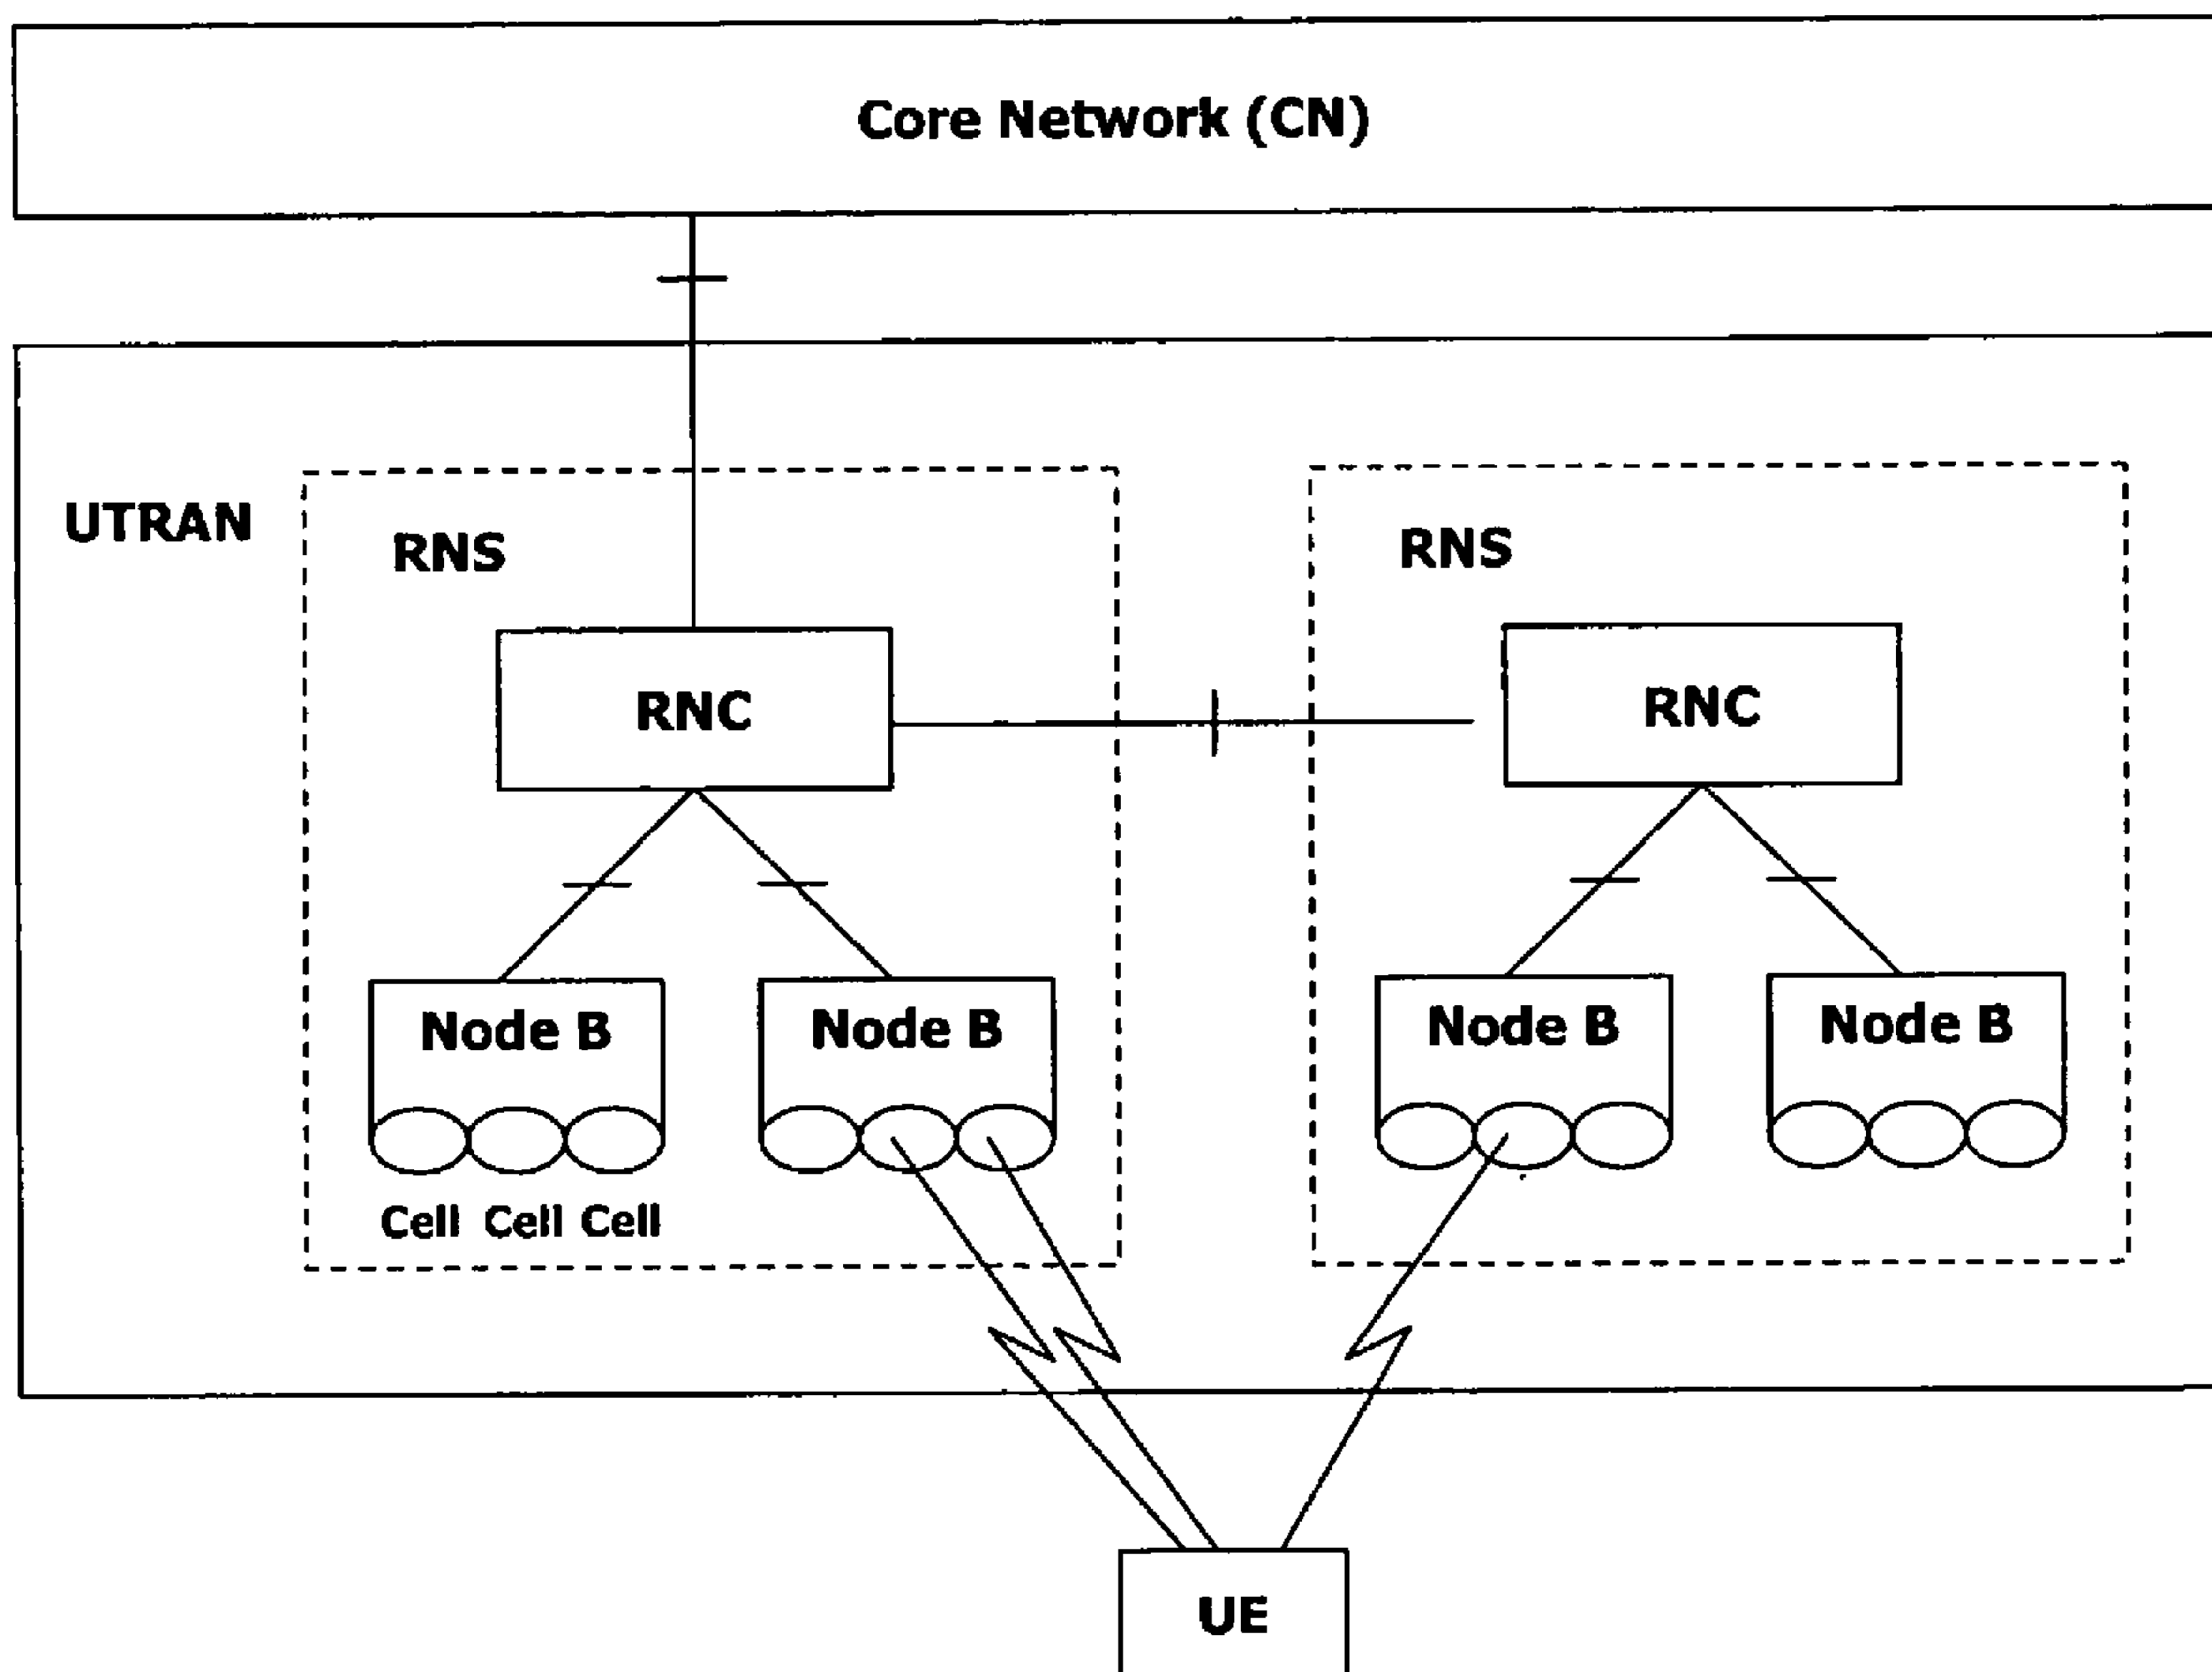 Core Network (CN)
UTRAN
RNS
RNS
RNC
RNC
Node B
Node B
Node B
Node B
Cell Cell Cell
UE